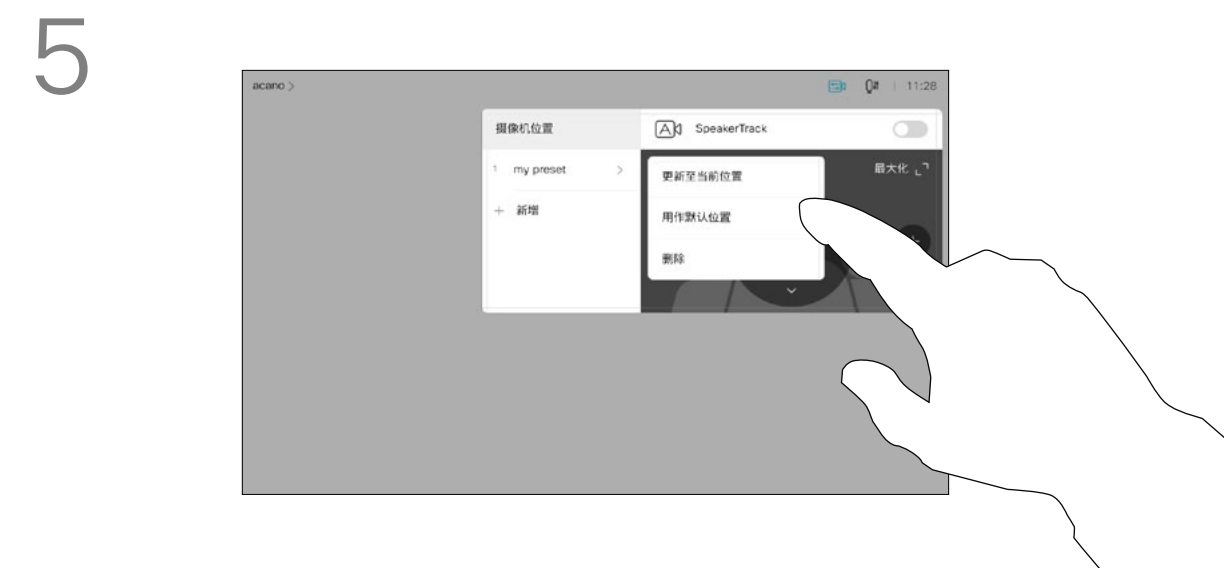 5
acano >
11:28
摄像机位置
SpeakerTrack
1 my preset >
更新至当前位置
最大化
+ 新增
用作默认位置
删除